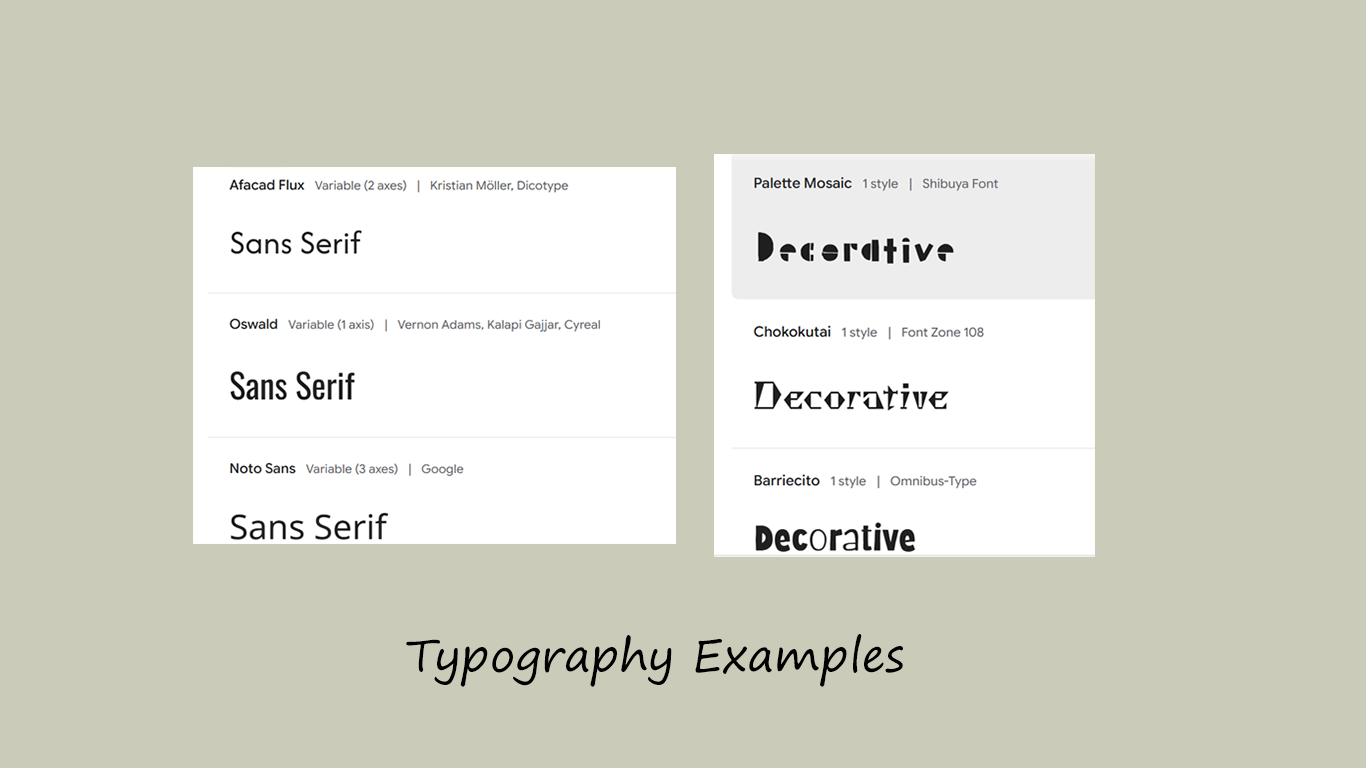 Afacad Flux Variable (2 axes) | Kristian Möller, Dicotype
Sans Serif
Oswald Variable (1 axis) | Vernon Adams, Kalapi Gajjar, Cyreal
Sans Serif
Noto Sans Variable (3 axes) | Google
Sans Serif
Palette Mosaic 1 style | Shibuya Font
Decorative
Chokokutai 1 style | Font Zone 108
Decorative
Barriecito 1 style | Omnibus-Type
Decorative
Typography Examples